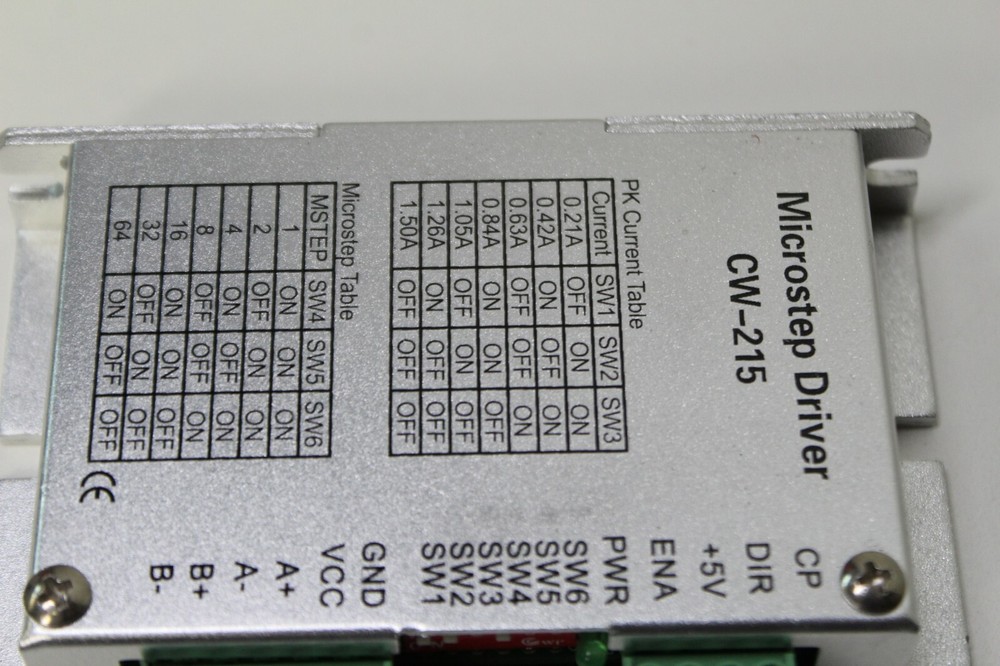 Microstep Driver
CW-215
PK Current Table
Current SW1 SW2 SW3
0.21A OFF ON ON
0.42A ON OFF ON
0.63A OFF OFF ON
0.84A ON ON OFF
1.05A OFF ON OFF
1.26A ON OFF OFF
1.50A OFF OFF OFF
Microstep Table
MSTEP SW4 SW5 SW6
1 ON ON ON
2 OFF ON ON
4 ON OFF ON
8 OFF OFF ON
16 ON ON OFF
32 OFF ON OFF
64 ON OFF OFF
CE
CP
DIR
+5V
ENA
PWR
SW6
SW5
SW4
SW3
SW2
SW1
GND
VCC
A+
A-
B+
B-